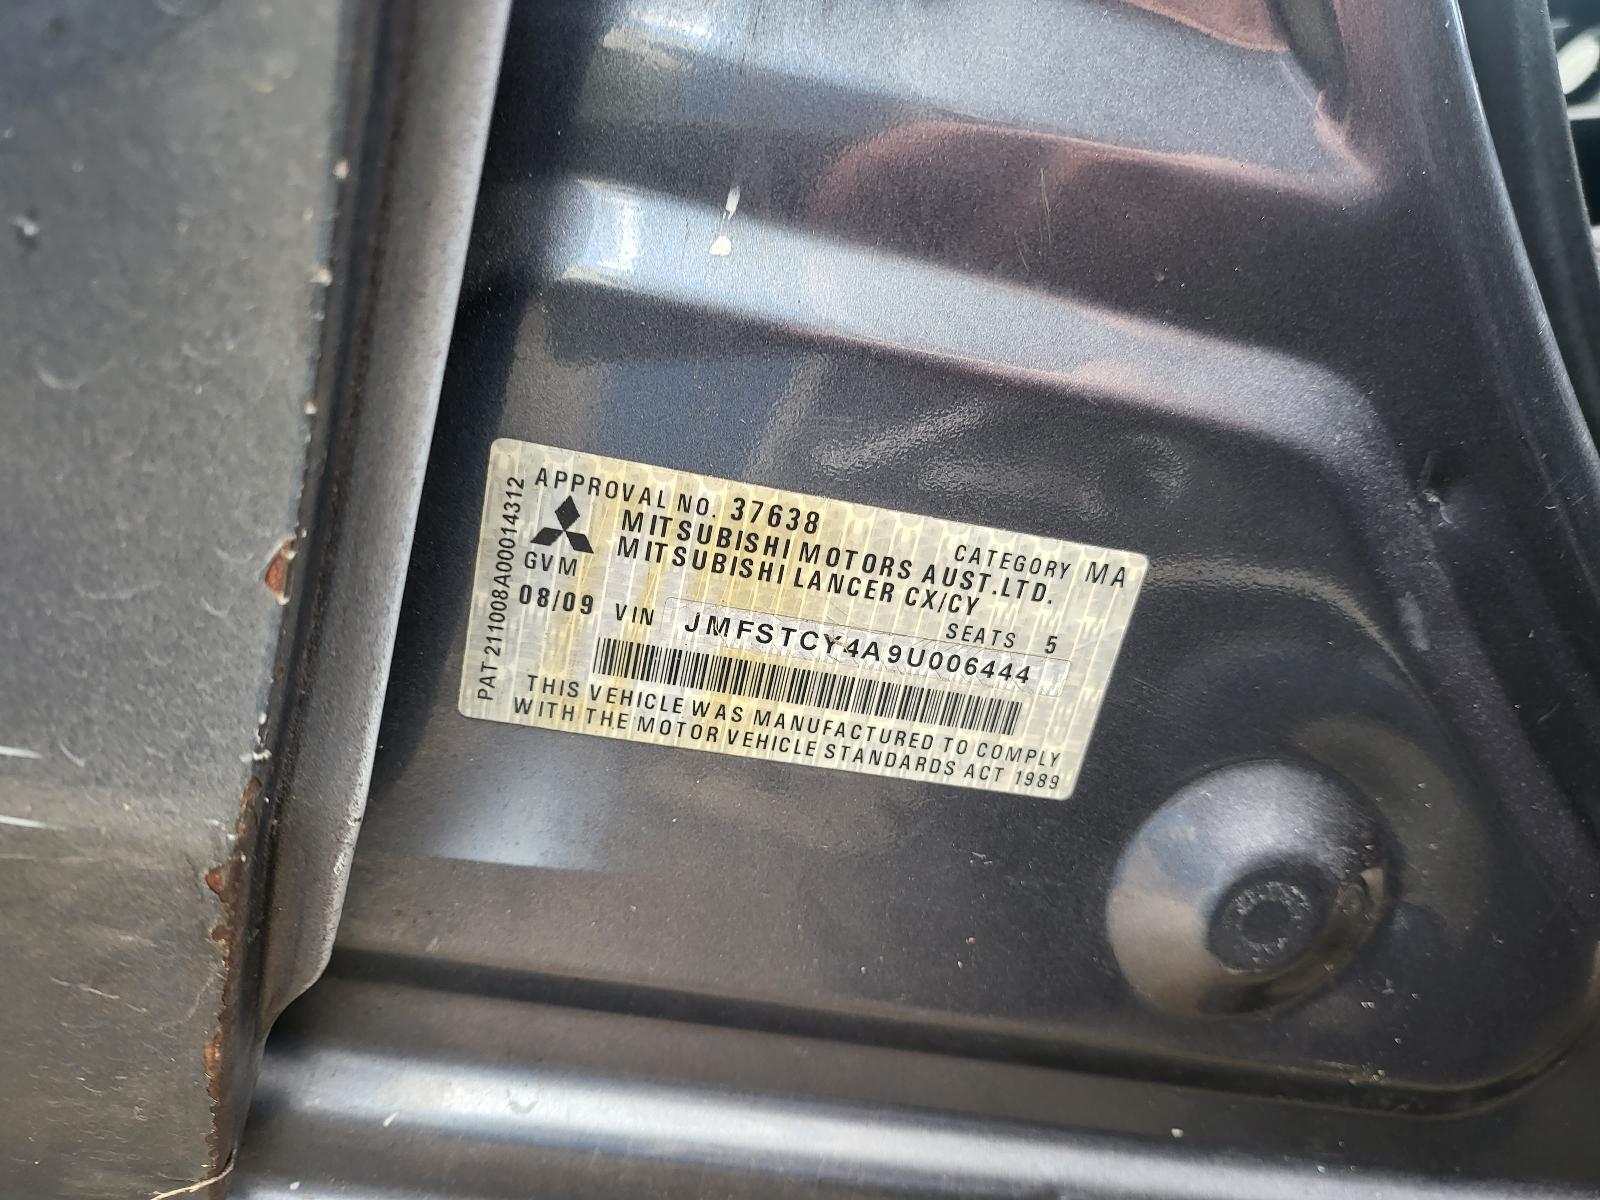 APPROVAL NO. 37638 CATEGORY MA
MITSUBISHI MOTORS AUST.LTD.
MITSUBISHI LANCER CX/CY
GVM
SEATS 5
08/09 VIN JMFSTCY4A9U006444
THIS VEHICLE WAS MANUFACTURED TO COMPLY
WITH THE MOTOR VEHICLE STANDARDS ACT 1989
PAT 211008A00014312